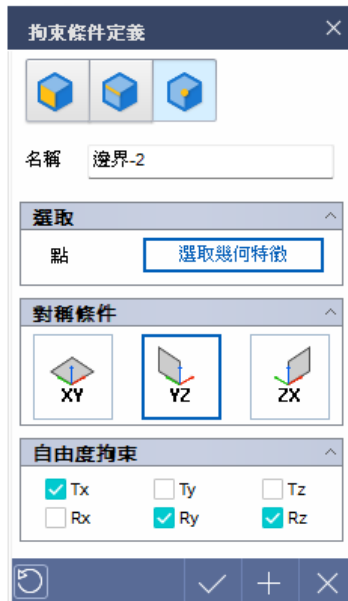 拘束條件定義
名稱 邊界-2
選取
點 選取幾何特徵
對稱條件
XY YZ ZX
自由度拘束
Tx Ty Tz
Rx Ry Rz